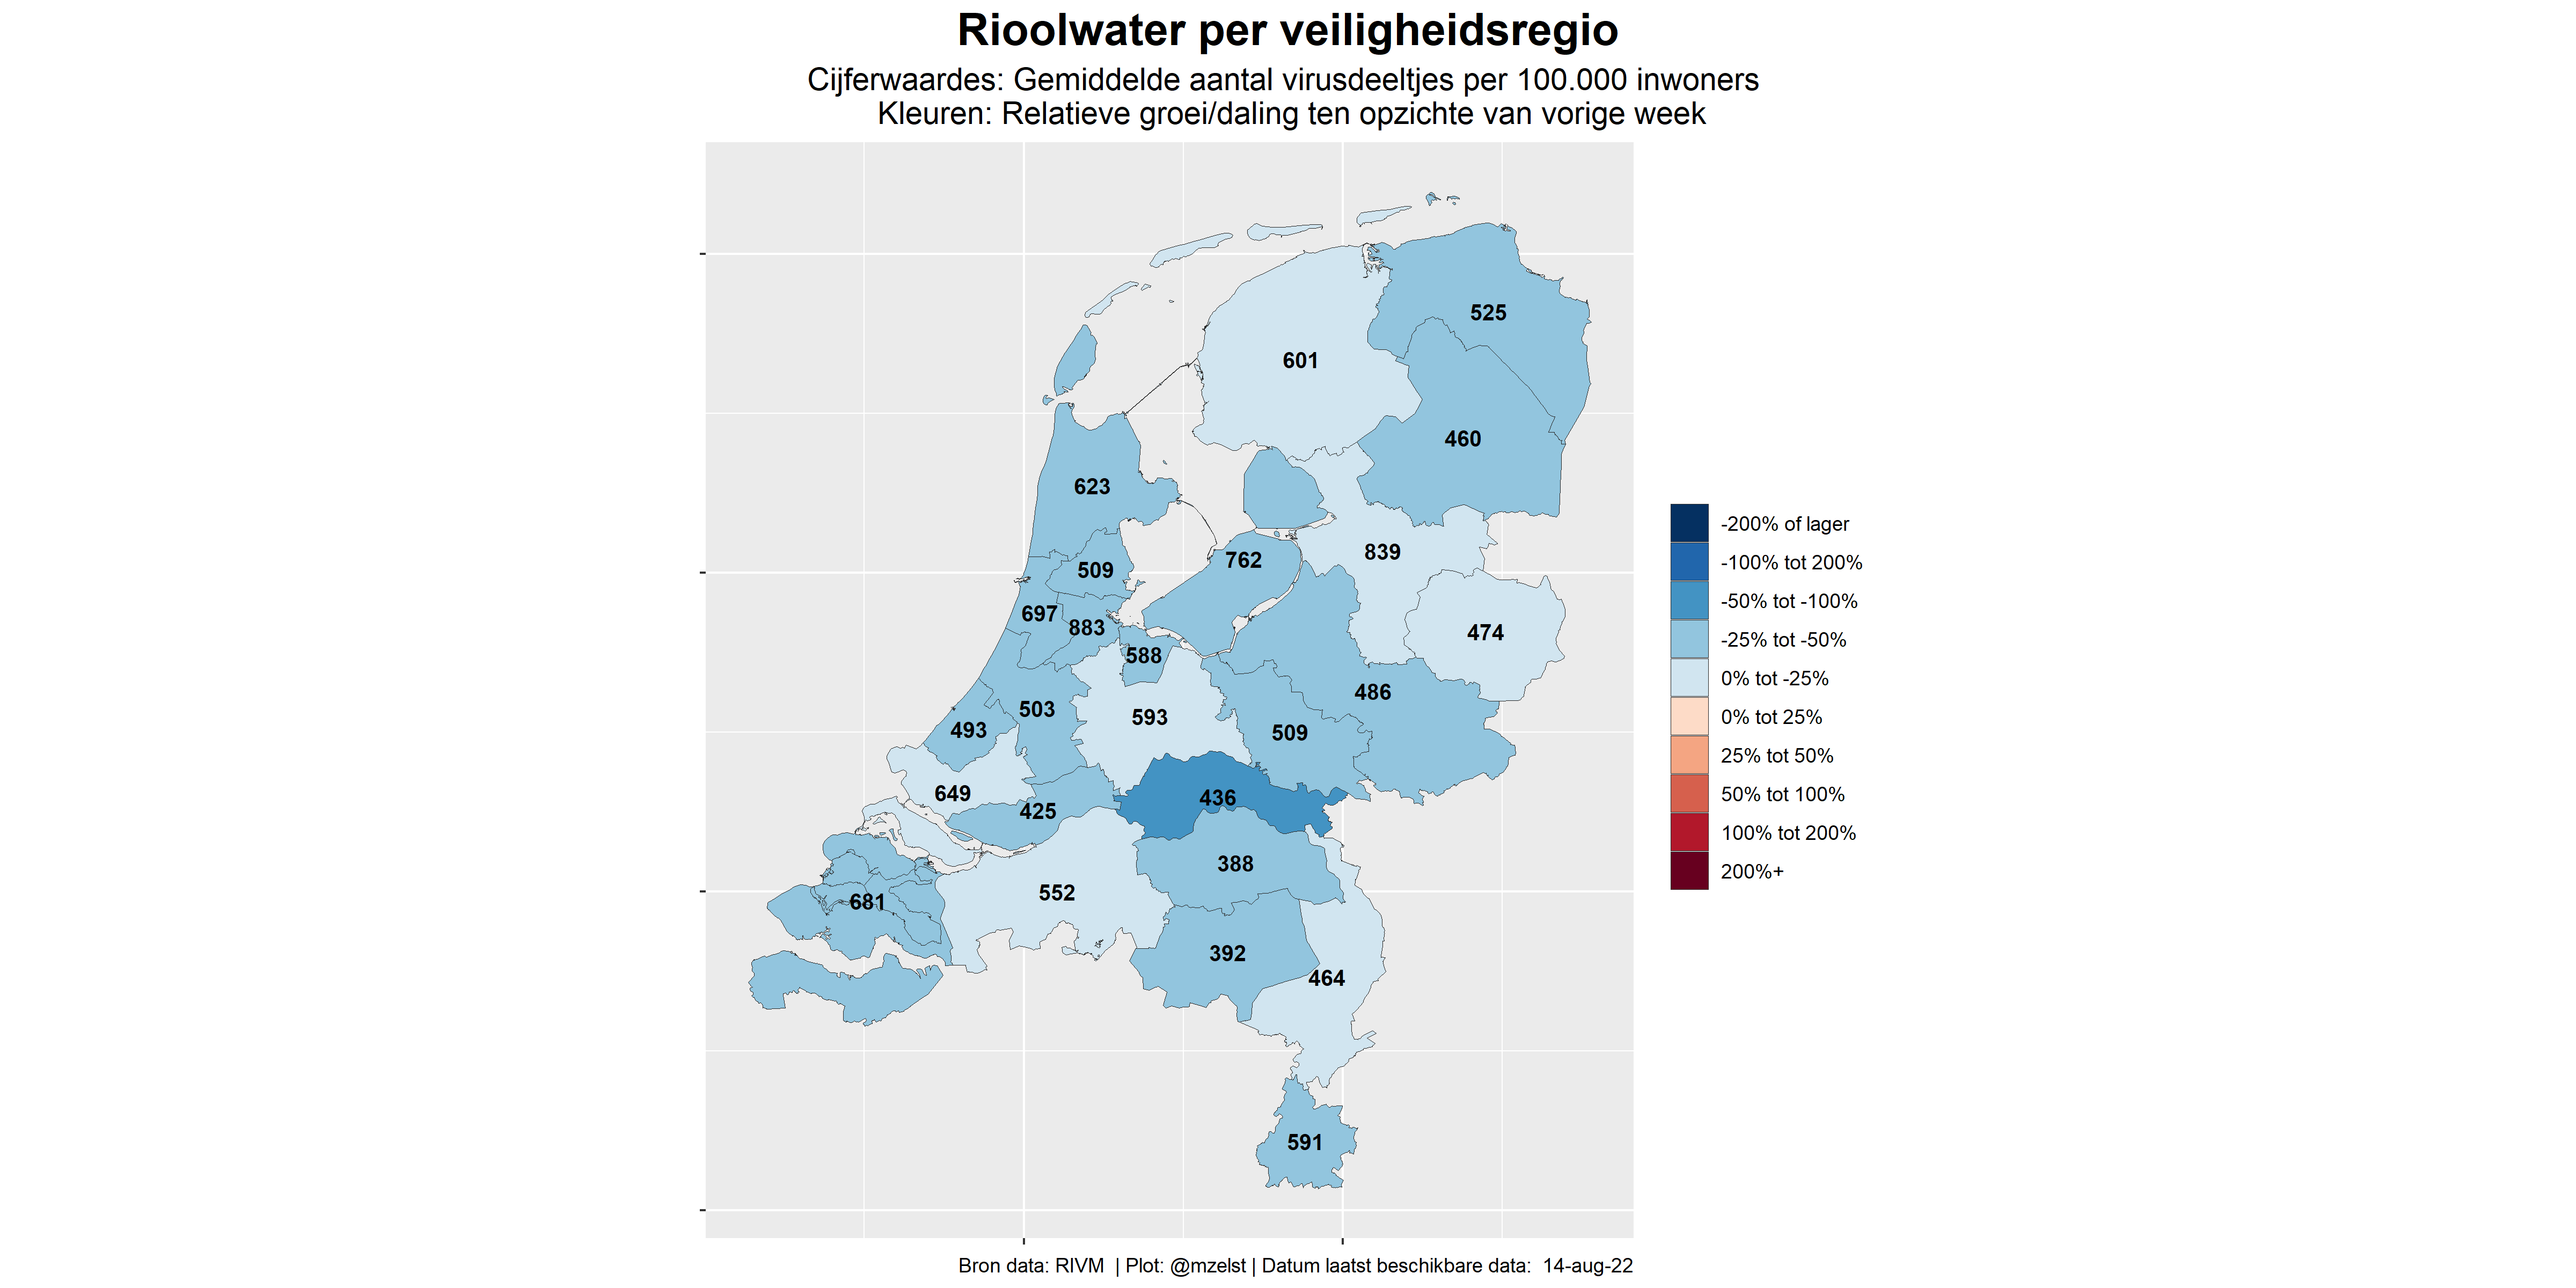 Rioolwater per veiligheidsregio
Cijferwaardes: Gemiddelde aantal virusdeeltjes per 100.000 inwoners
Kleuren: Relatieve groei/daling ten opzichte van vorige week
525
601
460
623
839
762
509
697
883
474
588
486
503
593
493
509
649
436
425
388
552
681
392
464
591
-200% of lager
-100% tot 200%
-50% tot -100%
-25% tot -50%
0% tot -25%
0% tot 25%
25% tot 50%
50% tot 100%
100% tot 200%
200%+
Bron data: RIVM | Plot: @mzelst | Datum laatst beschikbare data: 14-aug-22